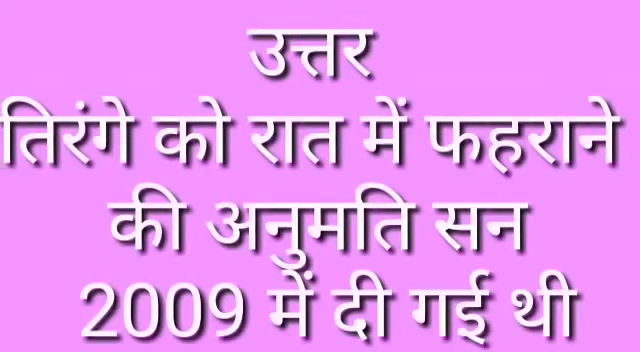 उत्तर
तिरंगे को रात में फहराने
की अनुमति सन
2009 में दी गई थी